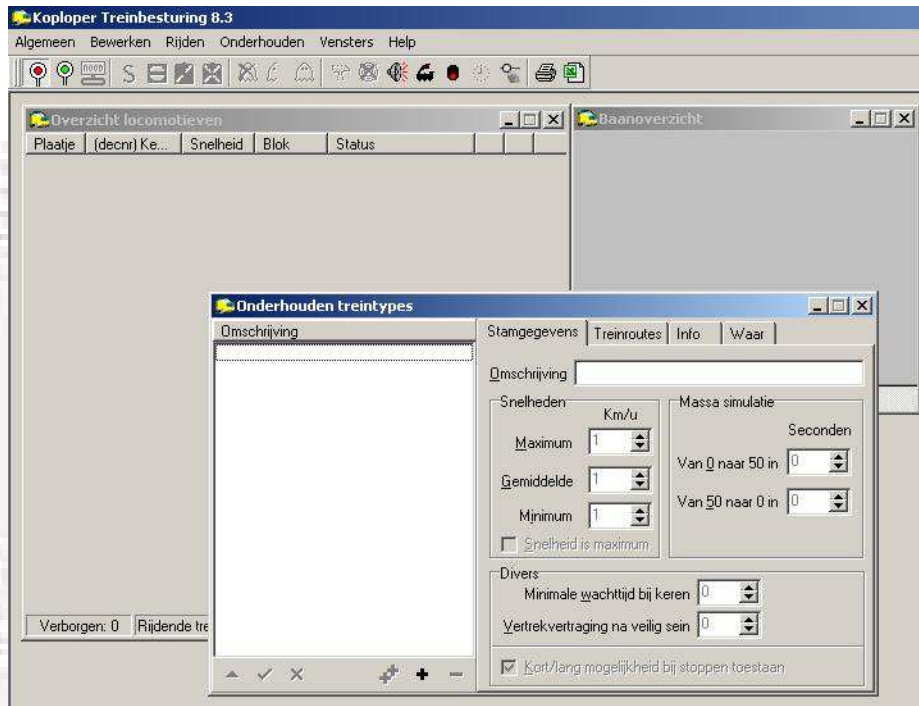 Koploper Treinbesturing 8.3
Algemeen Bewerken Rijden Onderhouden Vensters Help
NOOD
Overzicht locomotieven
Baanoverzicht
Plaatje (decnr) Ke... Snelheid Blok Status
Onderhouden treintypes
Omschrijving
Stamgegevens Treinroutes Info Waar
Omschrijving
Snelheden
Km/u
Maximum 1
Gemiddelde 1
Minimum 1
Snelheid is maximum
Massa simulatie
Seconden
Van 0 naar 50 in 0
Van 50 naar 0 in 0
Divers
Minimale wachttijd bij keren 0
Vertrekvertraging na veilig sein 0
Kort/lang mogelijkheid bij stoppen toestaan
Verborgen: 0 Rijdende tre